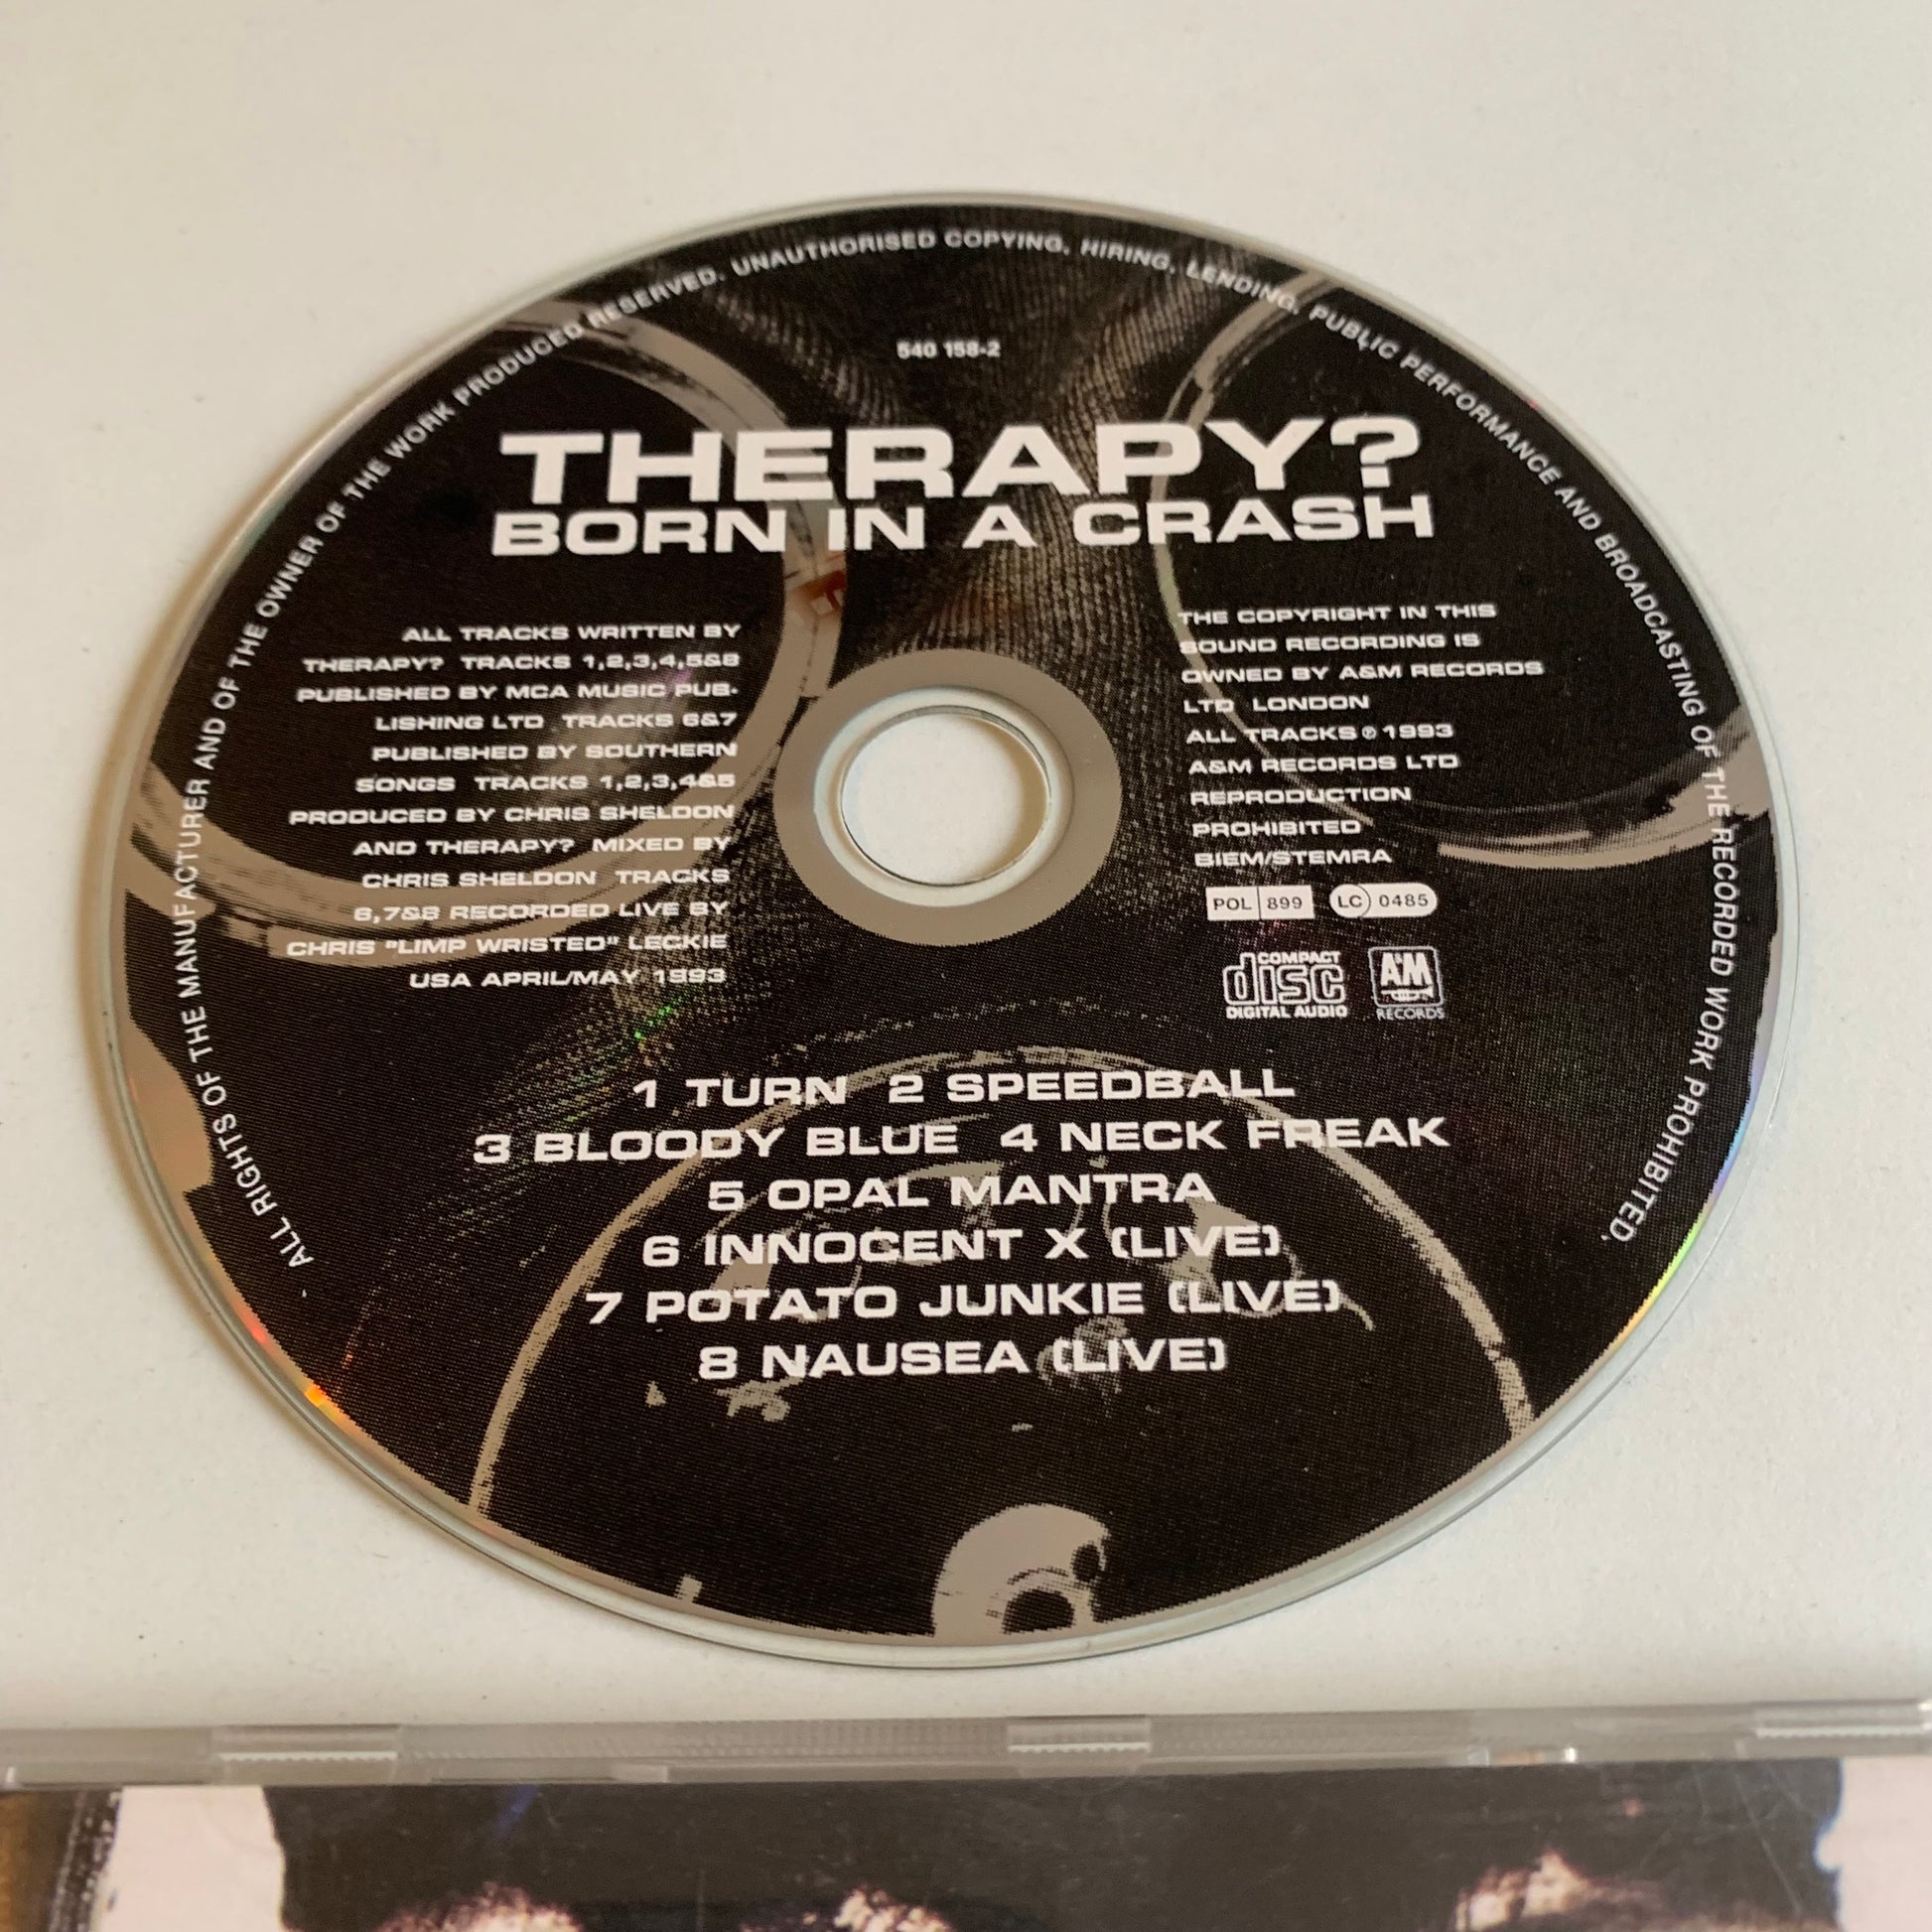 ALL RIGHTS OF THE MANUFACTURER AND OF THE OWNER OF THE WORK PRODUCED RESERVED. UNAUTHORISED COPYING, HIRING, LENDING, PUBLIC PERFORMANCE AND BROADCASTING OF THE RECORDED WORK PROHIBITED.
540 158-2
THERAPY?
BORN IN A CRASH
ALL TRACKS WRITTEN BY
THERAPY? TRACKS 1,2,3,4,5&8
PUBLISHED BY MCA MUSIC PUB-
LISHING LTD TRACKS 6&7
PUBLISHED BY SOUTHERN
SONGS TRACKS 1,2,3,4&5
PRODUCED BY CHRIS SHELDON
AND THERAPY? MIXED BY
CHRIS SHELDON TRACKS
6,7&8 RECORDED LIVE BY
CHRIS "LIMP WRISTED" LECKIE
USA APRIL/MAY 1993
THE COPYRIGHT IN THIS
SOUND RECORDING IS
OWNED BY A&M RECORDS
LTD LONDON
ALL TRACKS ℗ 1993
A&M RECORDS LTD
REPRODUCTION
PROHIBITED
BIEM/STEMRA
POL 899 LC 0485
COMPACT disc DIGITAL AUDIO
A&M RECORDS
1 TURN 2 SPEEDBALL
3 BLOODY BLUE 4 NECK FREAK
5 OPAL MANTRA
6 INNOCENT X (LIVE)
7 POTATO JUNKIE (LIVE)
8 NAUSEA (LIVE)